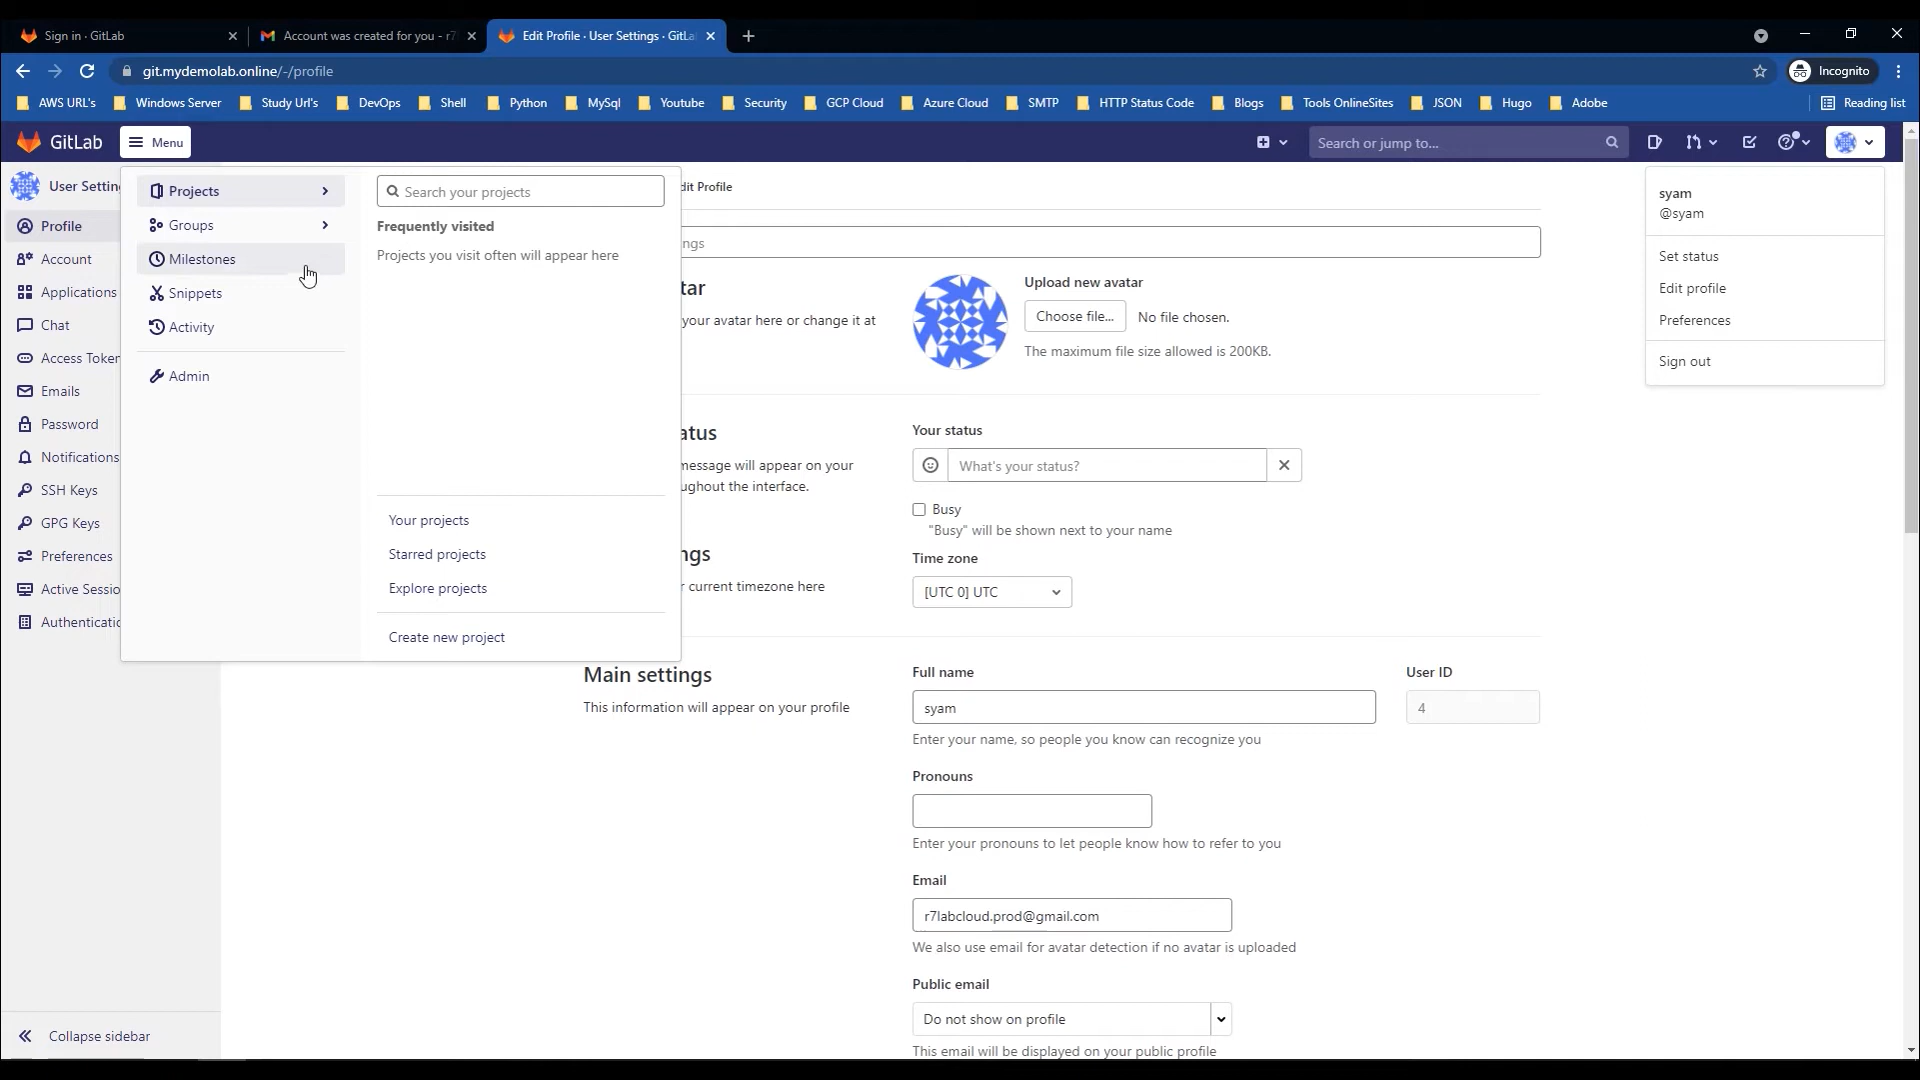 Sign in · GitLab
Account was created for you - r7
Edit Profile · User Settings · GitLa
git.mydemolab.online/-/profile
Incognito
AWS URL's
Windows Server
Study Url's
DevOps
Shell
Python
MySql
Youtube
Security
GCP Cloud
Azure Cloud
SMTP
HTTP Status Code
Blogs
Tools OnlineSites
JSON
Hugo
Adobe
Reading list
GitLab
Menu
Search or jump to...
User Setting
Profile
Account
Applications
Chat
Access Token
Emails
Password
Notifications
SSH Keys
GPG Keys
Preferences
Active Sessio
Authenticatio
Collapse sidebar
Projects
Groups
Milestones
Snippets
Activity
Admin
Search your projects
Frequently visited
Projects you visit often will appear here
Your projects
Starred projects
Explore projects
Create new project
dit Profile
ngs
tar
your avatar here or change it at
Upload new avatar
Choose file...
No file chosen.
The maximum file size allowed is 200KB.
atus
message will appear on your
ughout the interface.
Your status
What's your status?
Busy
"Busy" will be shown next to your name
ngs
r current timezone here
Time zone
[UTC 0] UTC
Main settings
This information will appear on your profile
Full name
syam
Enter your name, so people you know can recognize you
User ID
4
Pronouns
Enter your pronouns to let people know how to refer to you
Email
r7labcloud.prod@gmail.com
We also use email for avatar detection if no avatar is uploaded
Public email
Do not show on profile
This email will be displayed on your public profile
syam
@syam
Set status
Edit profile
Preferences
Sign out